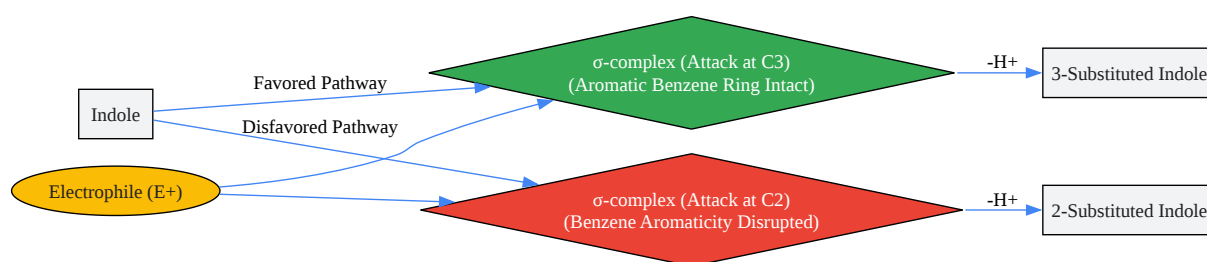 σ-complex (Attack at C3)
(Aromatic Benzene Ring Intact)
-H+
3-Substituted Indole
Favored Pathway
Indole
Disfavored Pathway
Electrophile (E+)
σ-complex (Attack at C2)
(Benzene Aromaticity Disrupted)
-H+
2-Substituted Indole